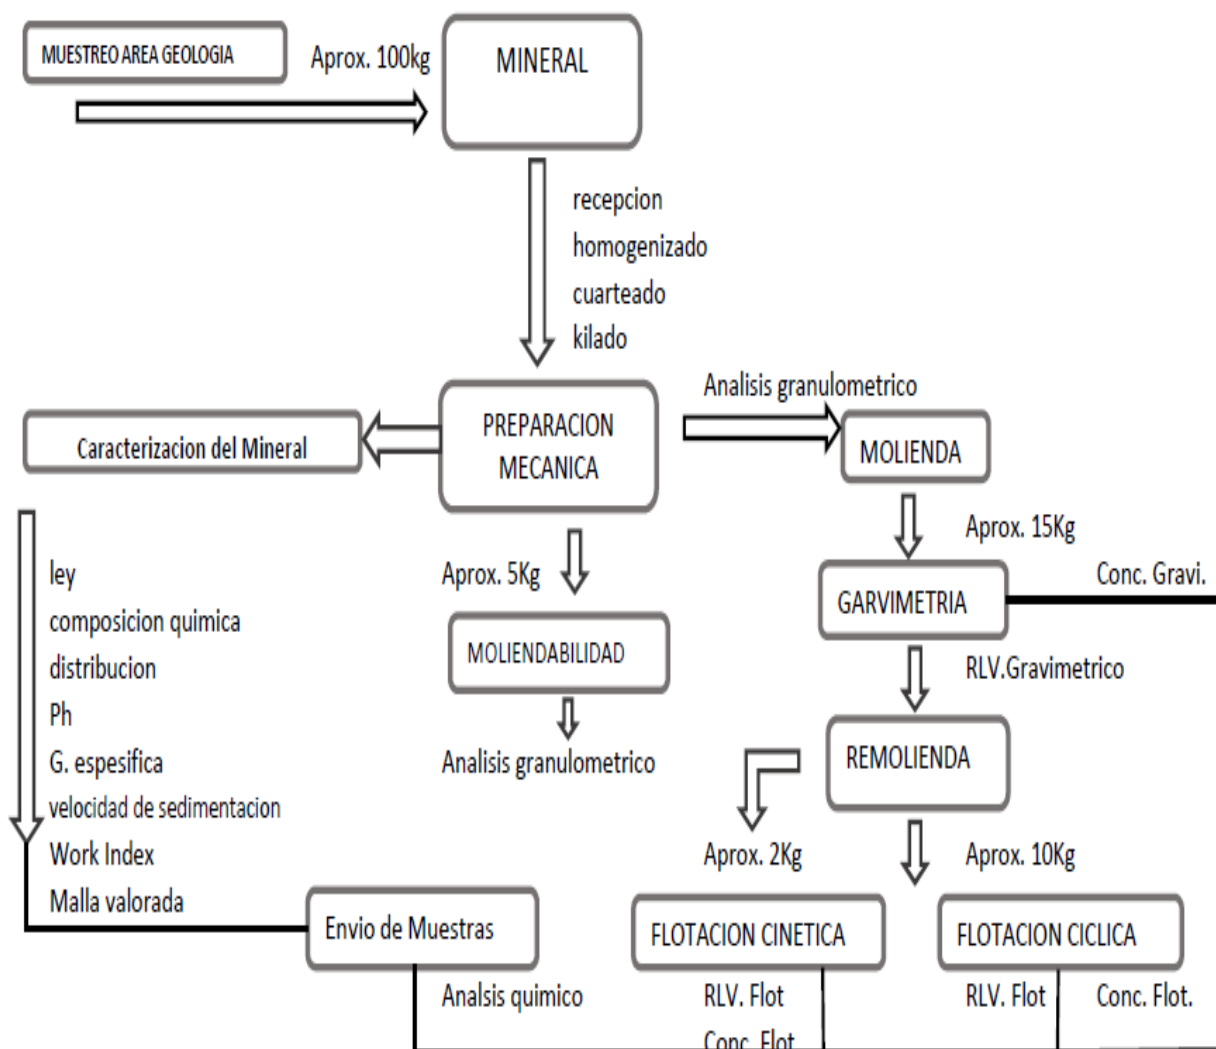 MUESTREO AREA GEOLOGIA
Aprox. 100kg
MINERAL
recepcion
homogenizado
cuarteado
kilado
Analisis granulometrico
PREPARACION
MECANICA
Caracterizacion del Mineral
MOLIENDA
Aprox. 15Kg
Aprox. 5Kg
Conc. Gravi.
GARVIMETRIA
ley
composicion quimica
distribucion
Ph
G. espesifica
velocidad de sedimentacion
Work Index
Malla valorada
MOLIENDABILIDAD
RLV.Gravimetrico
Analisis granulometrico
REMOLIENDA
Aprox. 2Kg
Aprox. 10Kg
Envio de Muestras
FLOTACION CINETICA
FLOTACION CICLICA
Analsis quimico
RLV. Flot
Conc. Flot
RLV. Flot
Conc. Flot.